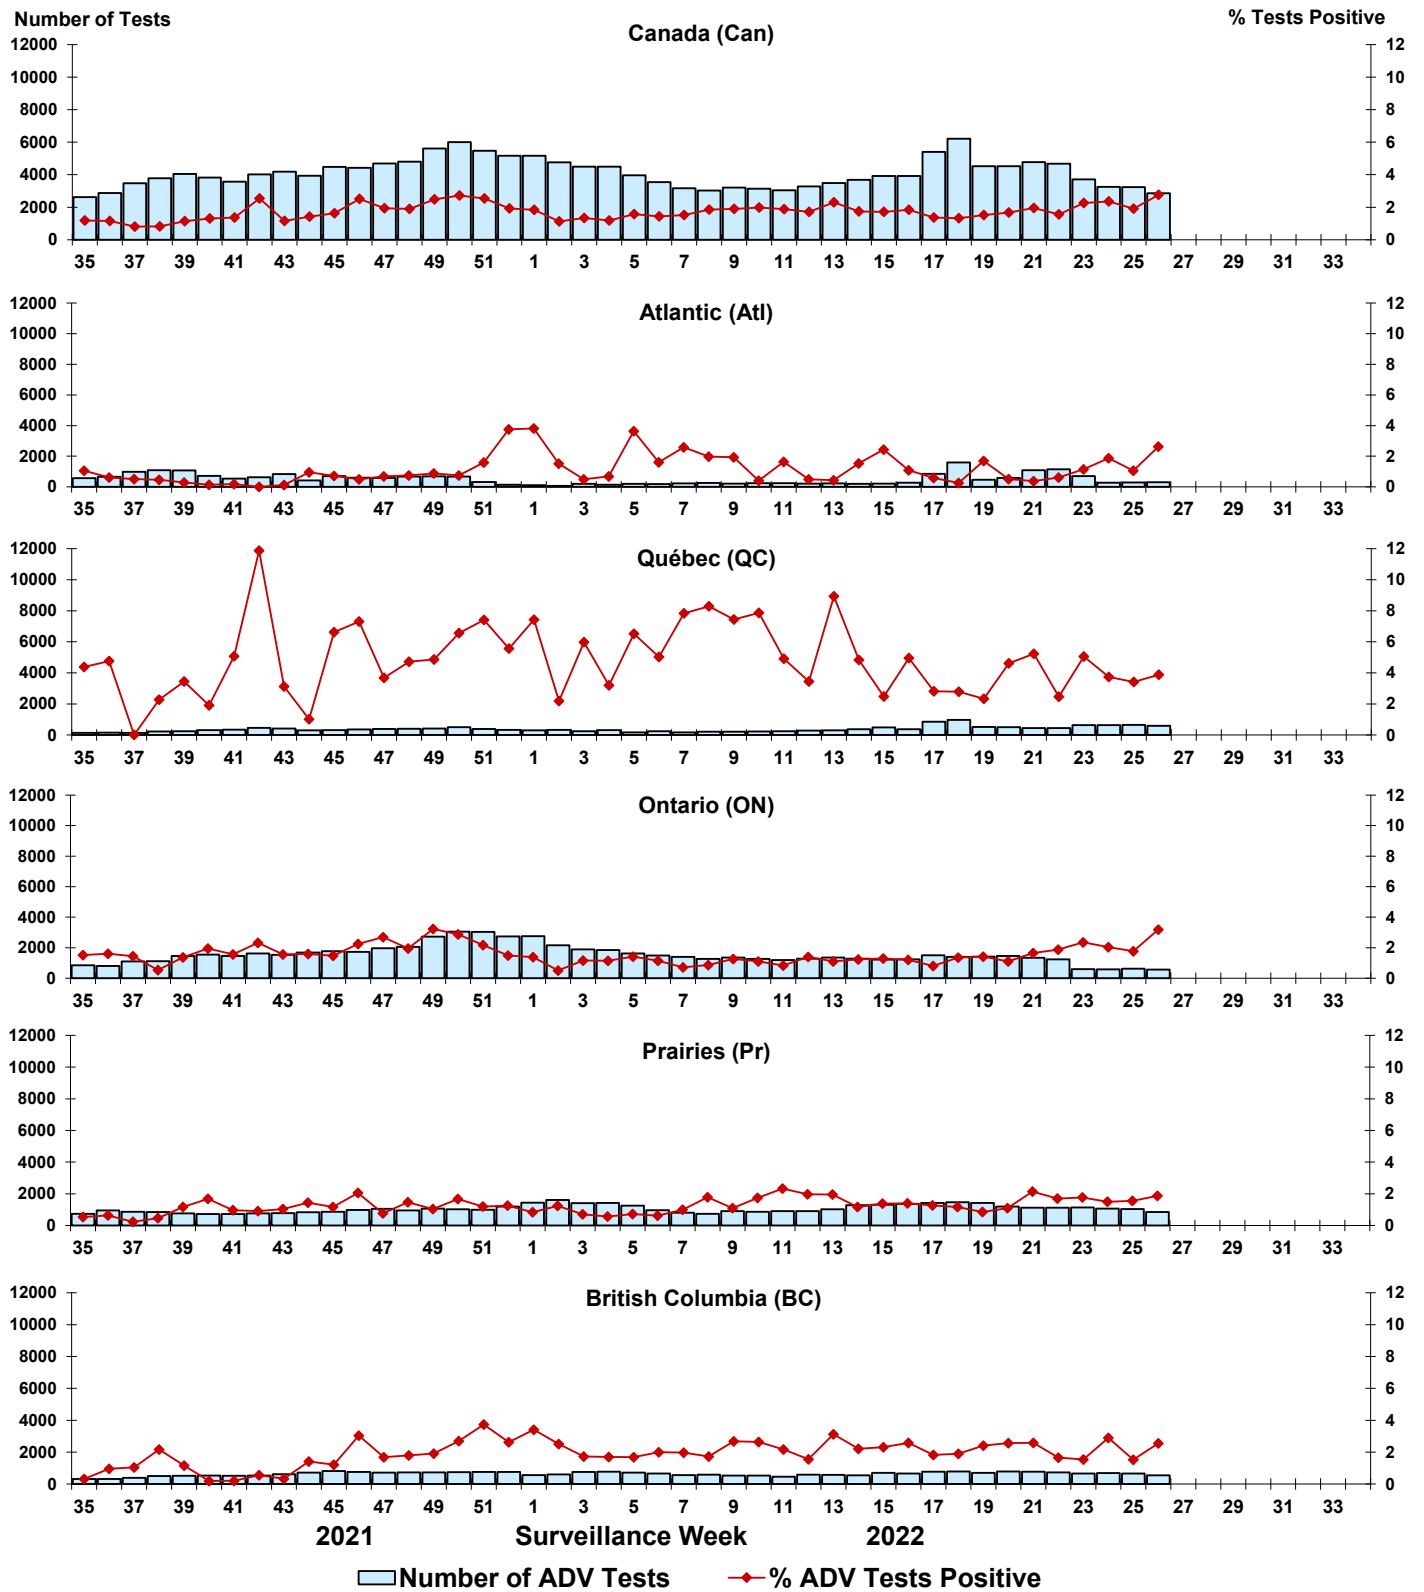 Number of Tests
% Tests Positive
Canada (Can)
12000 12
10000 10
8000 8
6000 6
4000 4
2000 2
0 0
35 37 39 41 43 45 47 49 51 1 3 5 7 9 11 13 15 17 19 21 23 25 27 29 31 33
Atlantic (Atl)
12000 12
10000 10
8000 8
6000 6
4000 4
2000 2
0 0
35 37 39 41 43 45 47 49 51 1 3 5 7 9 11 13 15 17 19 21 23 25 27 29 31 33
Québec (QC)
12000 12
10000 10
8000 8
6000 6
4000 4
2000 2
0 0
35 37 39 41 43 45 47 49 51 1 3 5 7 9 11 13 15 17 19 21 23 25 27 29 31 33
Ontario (ON)
12000 12
10000 10
8000 8
6000 6
4000 4
2000 2
0 0
35 37 39 41 43 45 47 49 51 1 3 5 7 9 11 13 15 17 19 21 23 25 27 29 31 33
Prairies (Pr)
12000 12
10000 10
8000 8
6000 6
4000 4
2000 2
0 0
35 37 39 41 43 45 47 49 51 1 3 5 7 9 11 13 15 17 19 21 23 25 27 29 31 33
British Columbia (BC)
12000 12
10000 10
8000 8
6000 6
4000 4
2000 2
0 0
35 37 39 41 43 45 47 49 51 1 3 5 7 9 11 13 15 17 19 21 23 25 27 29 31 33
2021 Surveillance Week 2022
Number of ADV Tests % ADV Tests Positive